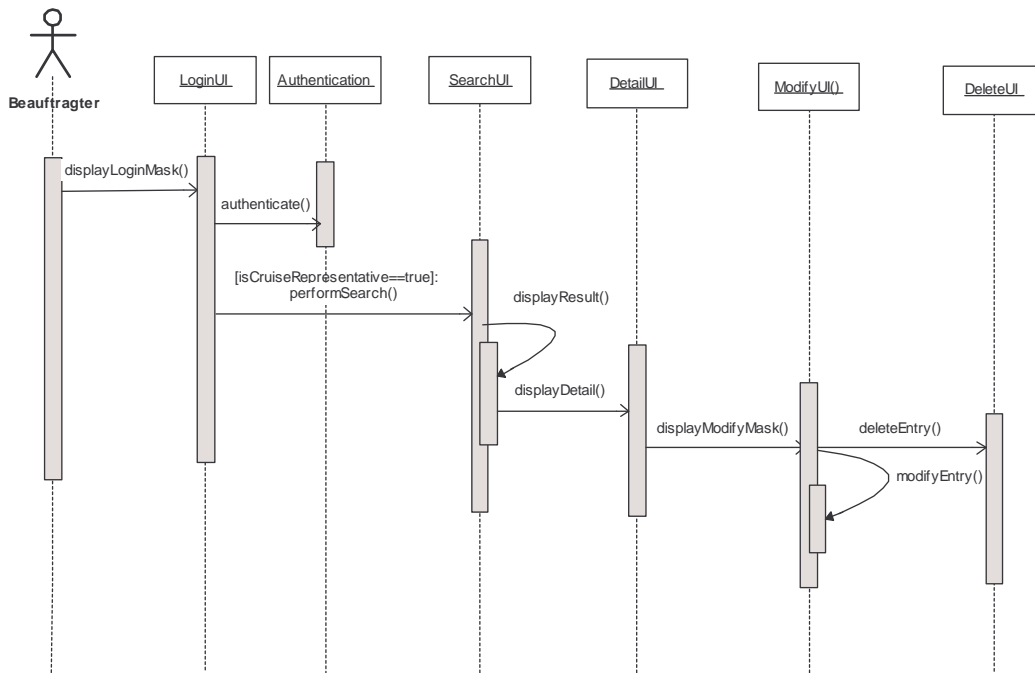 Beauftragter
LoginUI
Authentication
SearchUI
DetailUI
ModifyUI()
DeleteUI
displayLoginMask()
authenticate()
[isCruiseRepresentative==true]:
performSearch()
displayResult()
displayDetail()
displayModifyMask()
deleteEntry()
modifyEntry()